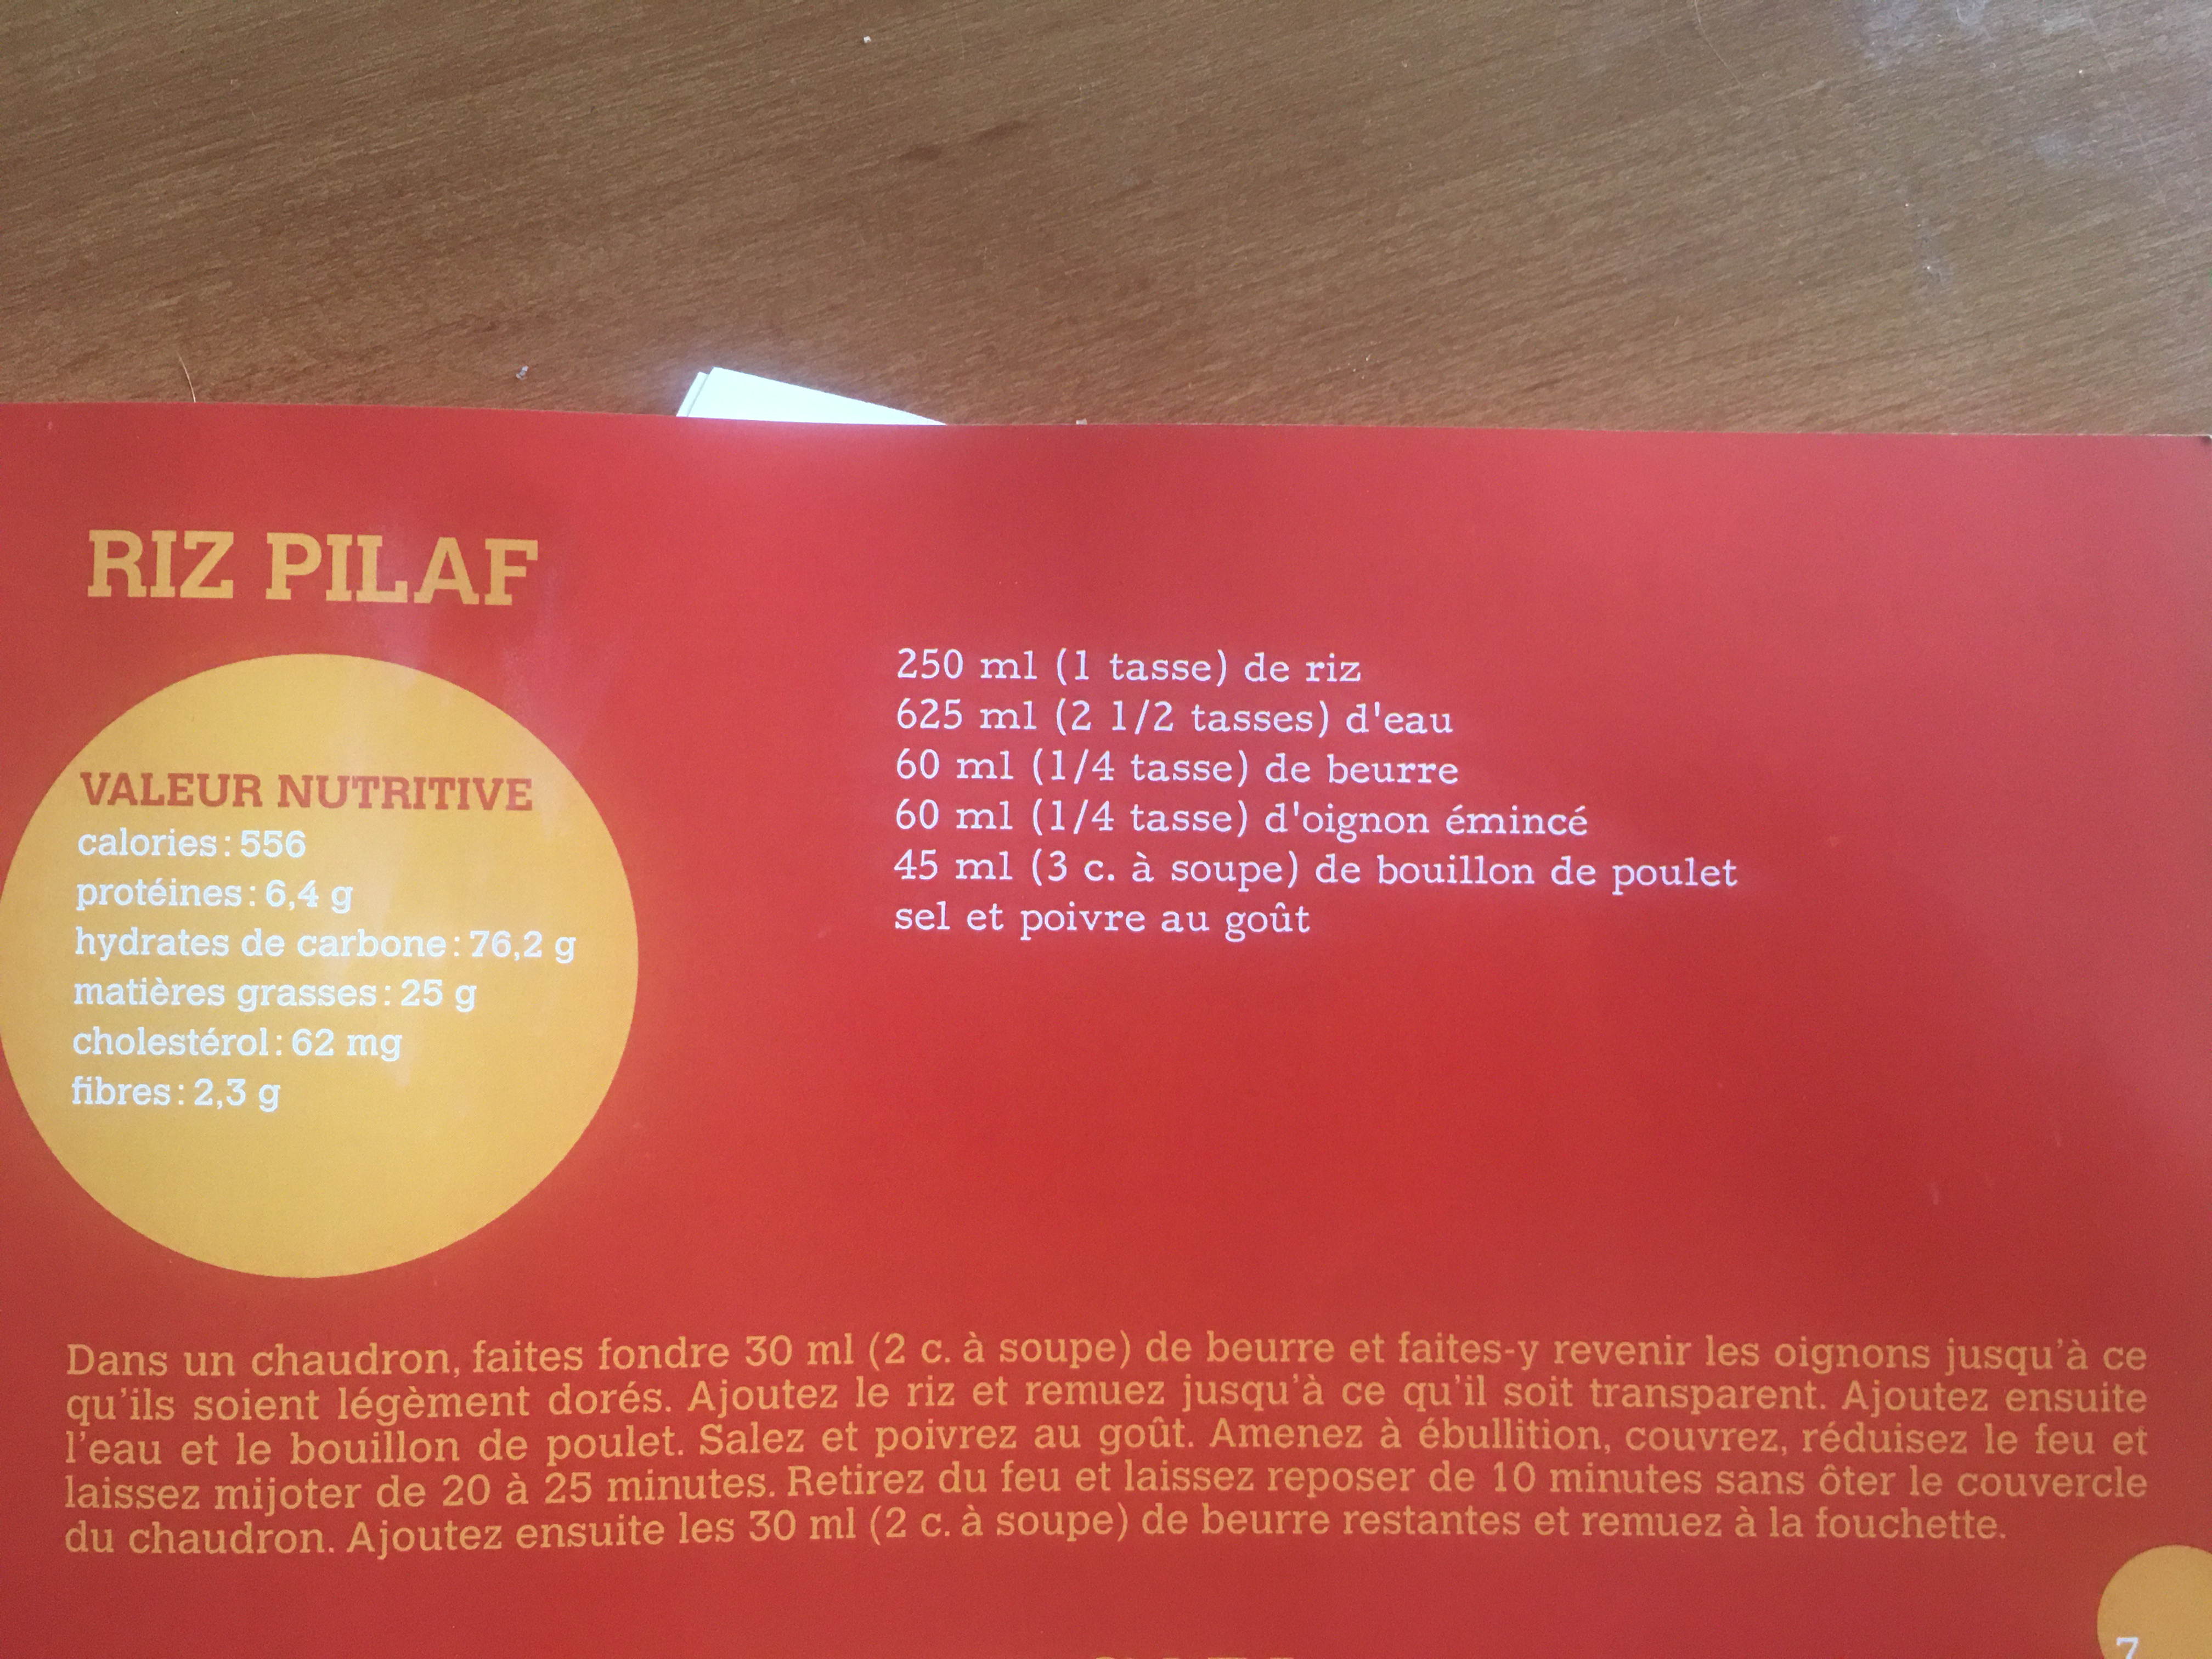 RIZ PILAF
VALEUR NUTRITIVE
calories : 556
protéines : 6,4 g
hydrates de carbone : 76,2 g
matières grasses : 25 g
cholestérol : 62 mg
fibres : 2,3 g
250 ml (1 tasse) de riz
625 ml (2 1/2 tasses) d'eau
60 ml (1/4 tasse) de beurre
60 ml (1/4 tasse) d'oignon émincé
45 ml (3 c. à soupe) de bouillon de poulet
sel et poivre au goût
Dans un chaudron, faites fondre 30 ml (2 c. à soupe) de beurre et faites-y revenir les oignons jusqu'à ce
qu'ils soient légèment dorés. Ajoutez le riz et remuez jusqu'à ce qu'il soit transparent. Ajoutez ensuite
l'eau et le bouillon de poulet. Salez et poivrez au goût. Amenez à ébullition, couvrez, réduisez le feu et
laissez mijoter de 20 à 25 minutes. Retirez du feu et laissez reposer de 10 minutes sans ôter le couvercle
du chaudron. Ajoutez ensuite les 30 ml (2 c. à soupe) de beurre restantes et remuez à la fouchette.
7